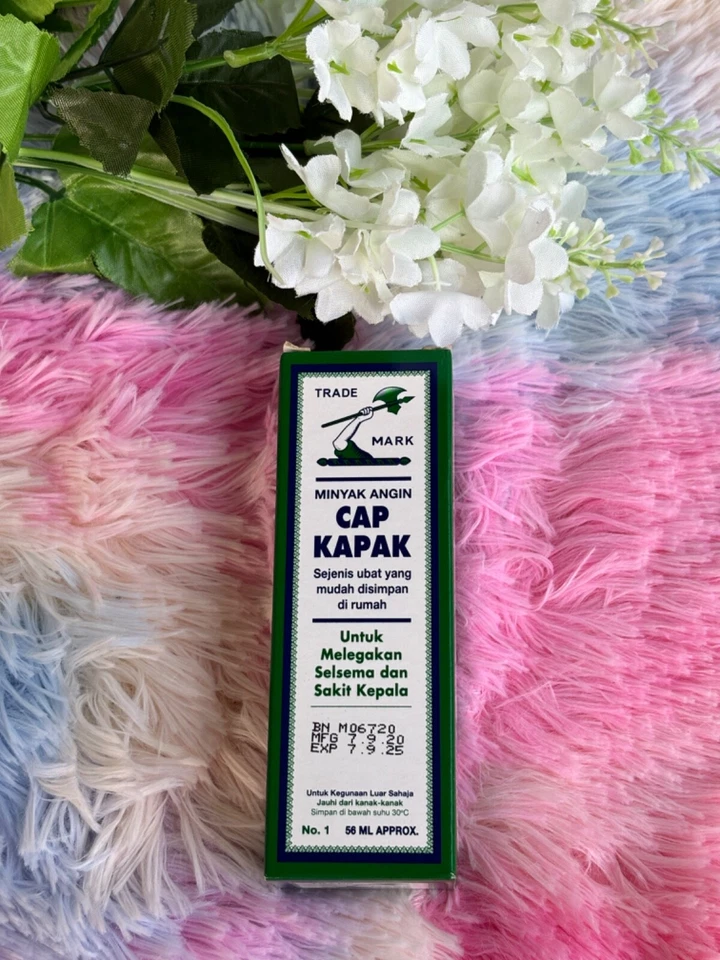 TRADE
MARK
MINYAK ANGIN
CAP
KAPAK
Sejenis ubat yang
mudah disimpan
di rumah
Untuk
Melegakan
Selsema dan
Sakit Kepala
BN M06720
MFG 7.9.20
EXP 7.9.25
Untuk Kegunaan Luar Sahaja
Jauhi dari kanak-kanak
Simpan di bawah suhu 30°C
No. 1 56 ML APPROX.